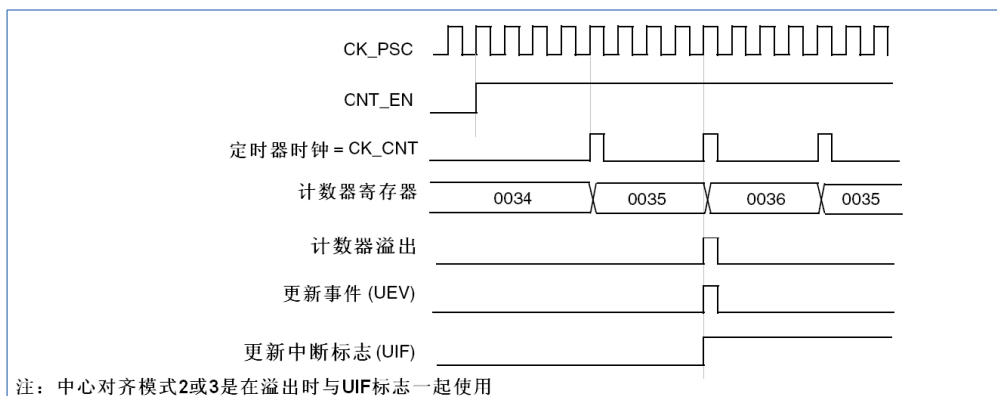 CK_PSC
CNT_EN
定时器时钟 = CK_CNT
计数器寄存器
0034 0035 0036 0035
计数器溢出
更新事件 (UEV)
更新中断标志 (UIF)
注：中心对齐模式2或3是在溢出时与UIF标志一起使用